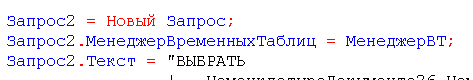 Запрос2 = Новый Запрос;
Запрос2.МенеджерВременныхТаблиц = МенеджерВТ;
Запрос2.Текст = "ВЫБРАТЬ